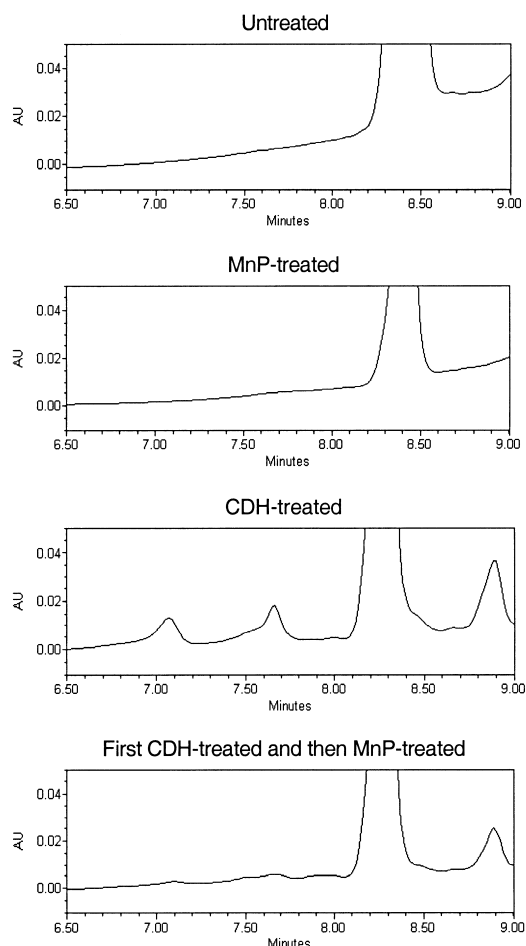 Untreated
0.04
0.02
0.00
AU
6.50 7.00 7.50 8.00 8.50 9.00
Minutes
MnP-treated
0.04
0.02
0.00
AU
6.50 7.00 7.50 8.00 8.50 9.00
Minutes
CDH-treated
0.04
0.02
0.00
AU
6.50 7.00 7.50 8.00 8.50 9.00
Minutes
First CDH-treated and then MnP-treated
0.04
0.02
0.00
AU
6.50 7.00 7.50 8.00 8.50 9.00
Minutes